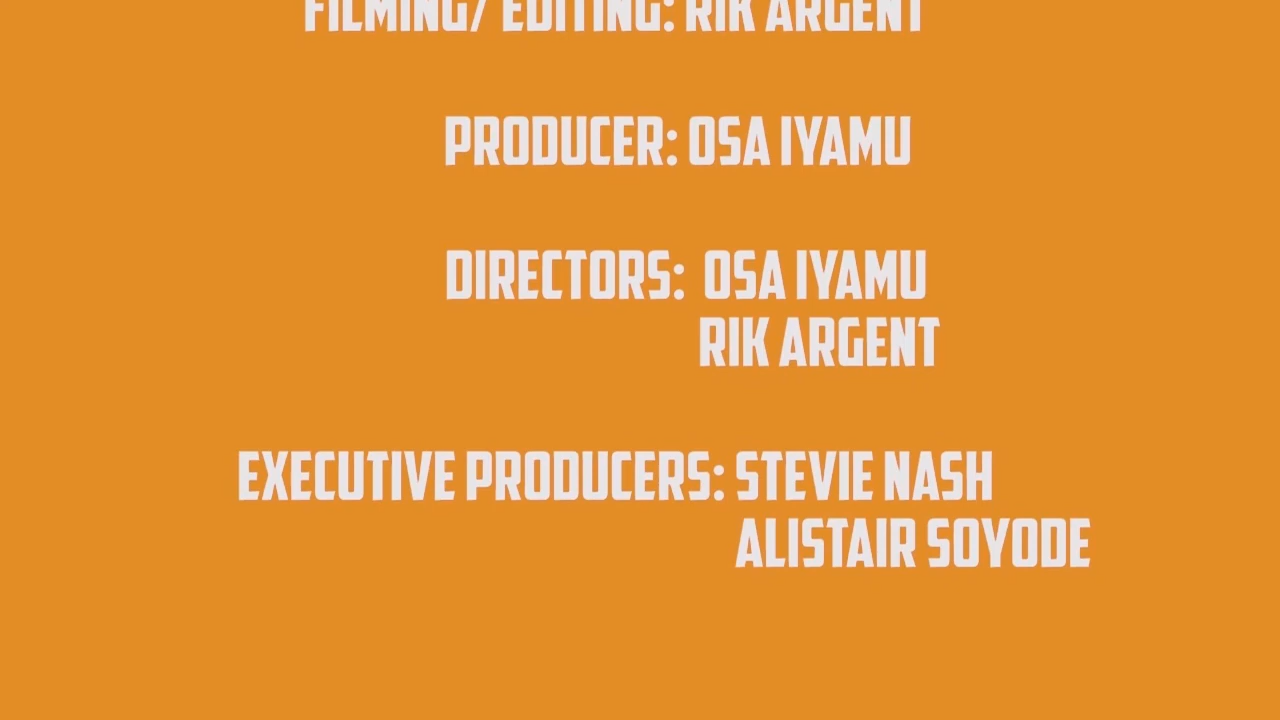 FILMING/ EDITING: RIK ARGENT
PRODUCER: OSA IYAMU
DIRECTORS: OSA IYAMU
RIK ARGENT
EXECUTIVE PRODUCERS: STEVIE NASH
ALISTAIR SOYODE